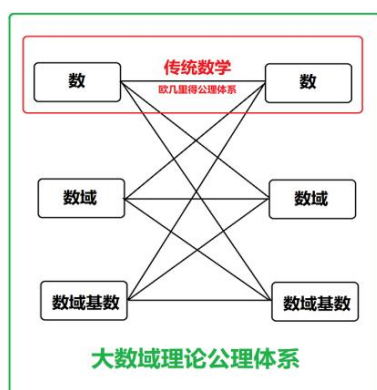 传统数学
数 数
欧几里得公理体系
数域 数域
数域基数 数域基数
大数域理论公理体系